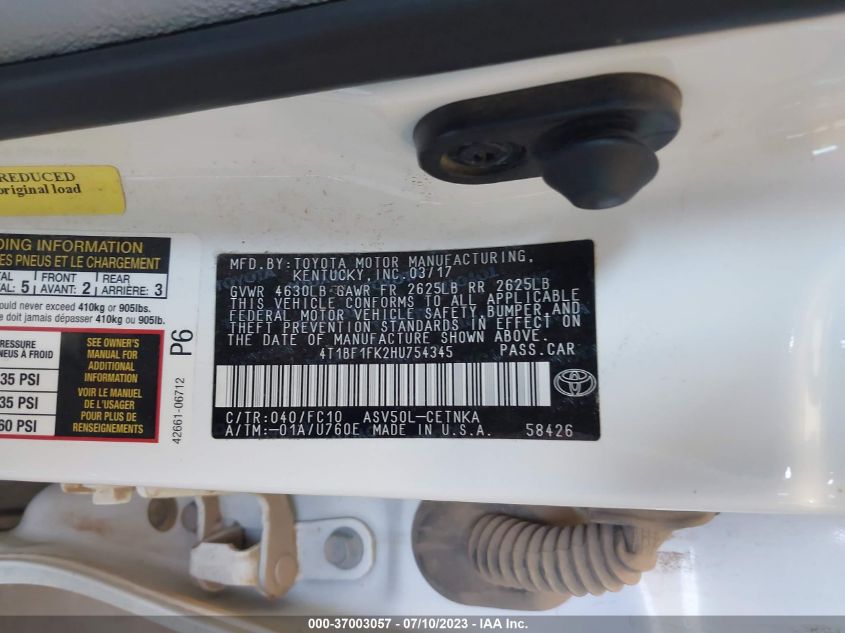 REDUCED
original load
DING INFORMATION
ES PNEUS ET LE CHARGEMENT
TAL 5 FRONT AVANT: 2 REAR ARRIÈRE: 3
ould never exceed 410kg or 905lb.
e doit jamais dépasser 410kg ou 905lb.
PRESSURE
NEUS À FROID
35 PSI
35 PSI
60 PSI
SEE OWNER'S
MANUAL FOR
ADDITIONAL
INFORMATION
VOIR LE MANUEL
DE L'USAGER
POUR PLUS DE
RENSEIGNEMENTS
P6
42661-06712
MFD.BY:TOYOTA MOTOR MANUFACTURING,
KENTUCKY,INC.03/17
GVWR 4630LB GAWR FR 2625LB RR 2625LB
THIS VEHICLE CONFORMS TO ALL APPLICABLE
FEDERAL MOTOR VEHICLE SAFETY,BUMPER,AND
THEFT PREVENTION STANDARDS IN EFFECT ON
THE DATE OF MANUFACTURE SHOWN ABOVE.
4T1BF1FK2HU754345 PASS.CAR
C/TR:040/FC10 ASV50L-CETNKA
A/TM:-01A/U760E MADE IN U.S.A. 58426
TOYOTA
000-37003057 - 07/10/2023 - IAA Inc.